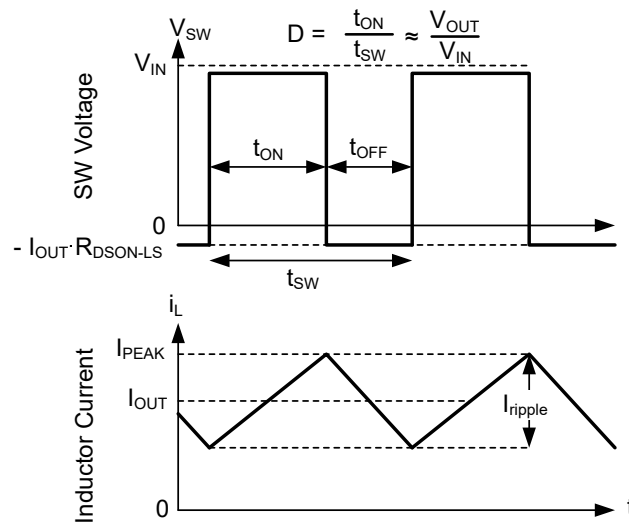 V_SW
D = t_ON / t_SW ≈ V_OUT / V_IN
V_IN
SW Voltage
t_ON
t_OFF
0
- I_OUT·R_DSON-LS
t_SW
i_L
Inductor Current
I_PEAK
I_OUT
I_ripple
0
t